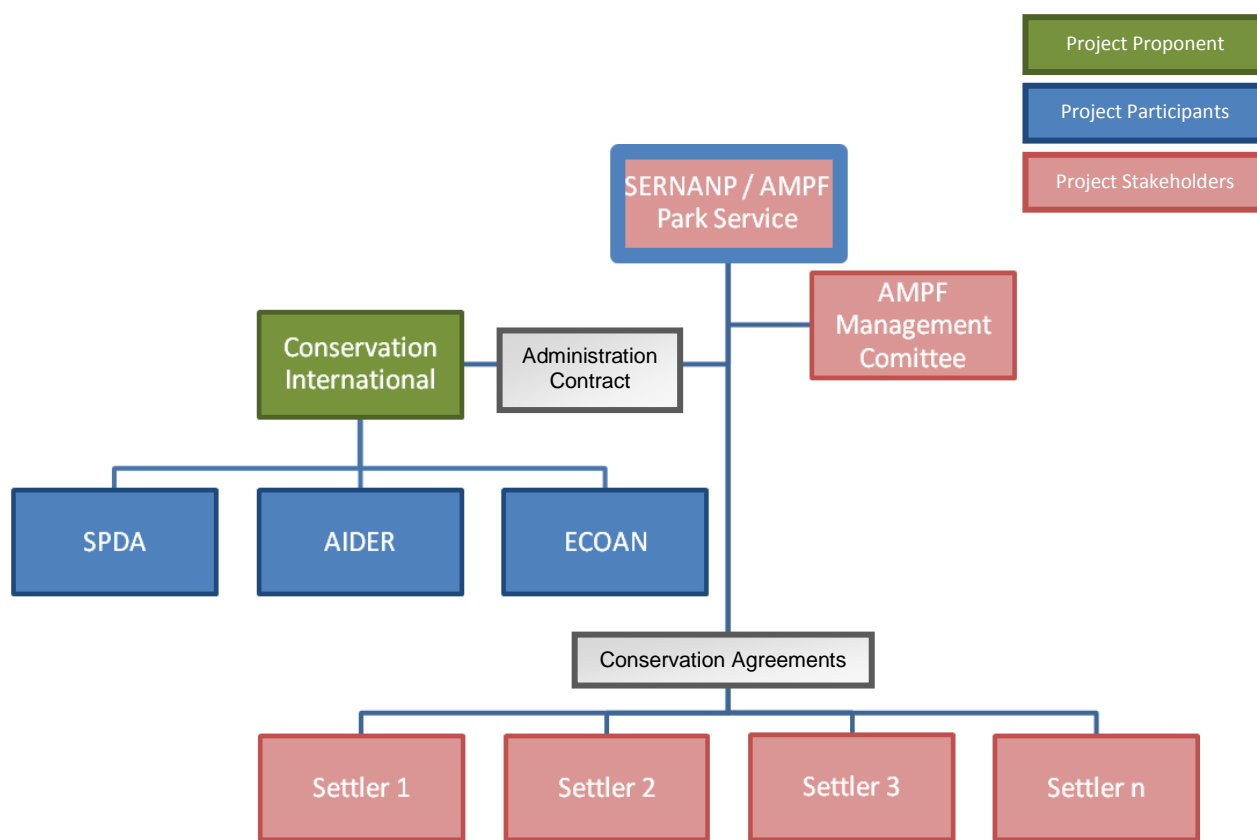 Project Proponent
Project Participants
Project Stakeholders
SERNANP / AMPF
Park Service
AMPF
Management
Comittee
Conservation
International
Administration
Contract
SPDA
AIDER
ECOAN
Conservation Agreements
Settler 1
Settler 2
Settler 3
Settler n